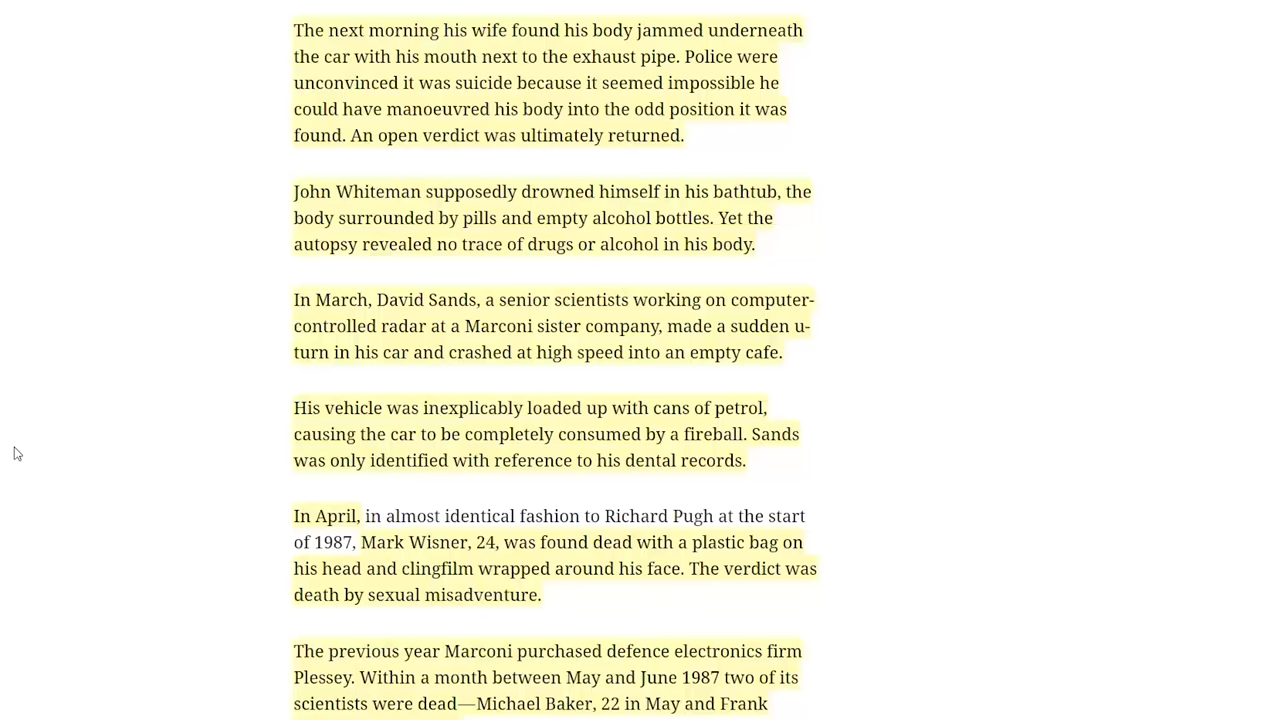 The next morning his wife found his body jammed underneath
the car with his mouth next to the exhaust pipe. Police were
unconvinced it was suicide because it seemed impossible he
could have manoeuvred his body into the odd position it was
found. An open verdict was ultimately returned.
John Whiteman supposedly drowned himself in his bathtub, the
body surrounded by pills and empty alcohol bottles. Yet the
autopsy revealed no trace of drugs or alcohol in his body.
In March, David Sands, a senior scientists working on computer-
controlled radar at a Marconi sister company, made a sudden u-
turn in his car and crashed at high speed into an empty cafe.
His vehicle was inexplicably loaded up with cans of petrol,
causing the car to be completely consumed by a fireball. Sands
was only identified with reference to his dental records.
In April, in almost identical fashion to Richard Pugh at the start
of 1987, Mark Wisner, 24, was found dead with a plastic bag on
his head and clingfilm wrapped around his face. The verdict was
death by sexual misadventure.
The previous year Marconi purchased defence electronics firm
Plessey. Within a month between May and June 1987 two of its
scientists were dead—Michael Baker, 22 in May and Frank